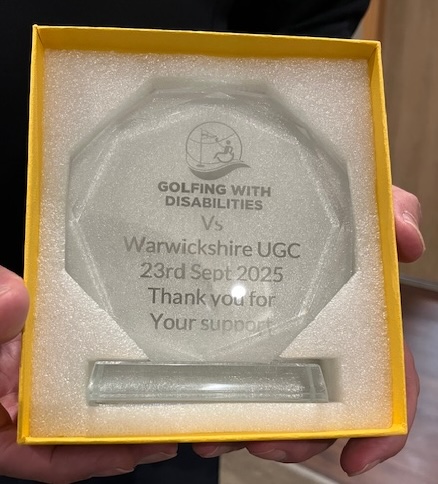 GOLFING WITH
DISABILITIES
Vs
Warwickshire UGC
23rd Sept 2025
Thank you for
Your support